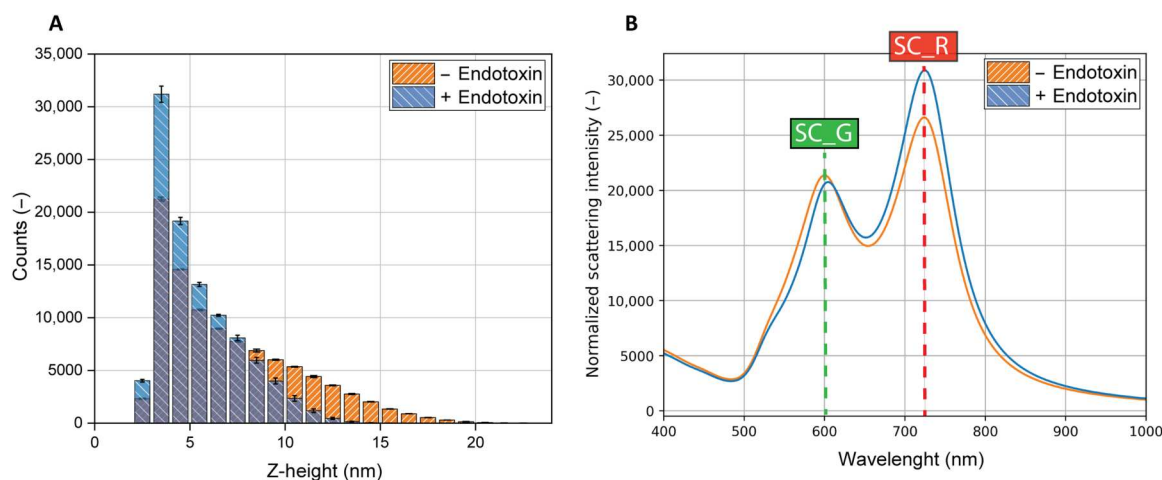 A
35,000
30,000
25,000
20,000
15,000
10,000
5000
0
Counts (−)
0 5 10 15 20
Z-height (nm)
− Endotoxin
+ Endotoxin
B
SC_R
SC_G
− Endotoxin
+ Endotoxin
30,000
25,000
20,000
15,000
10,000
5000
0
Normalized scattering intenisity (−)
400 500 600 700 800 900 1000
Wavelenght (nm)